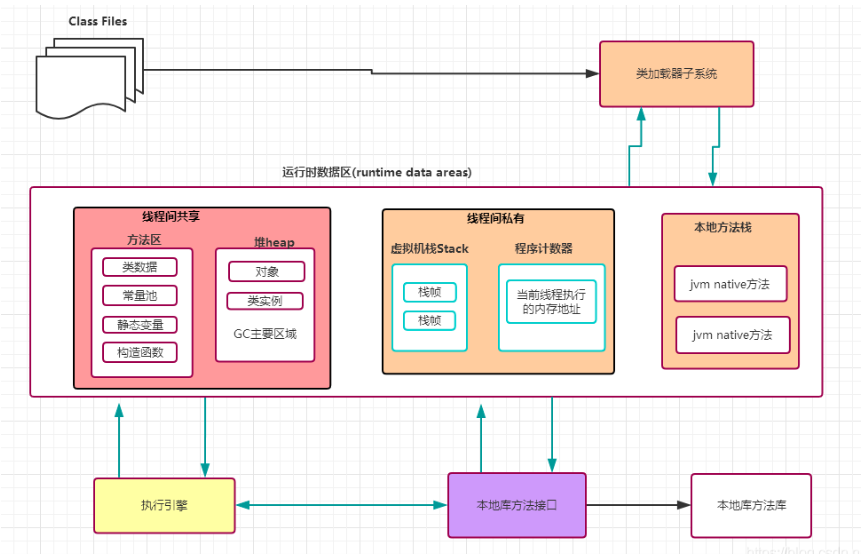 Class Files
类加载器子系统
运行时数据区(runtime data areas)
线程间共享
方法区
类数据
常量池
静态变量
构造函数
堆heap
对象
类实例
GC主要区域
线程间私有
虚拟机栈Stack
栈帧
栈帧
程序计数器
当前线程执行
的内存地址
本地方法栈
jvm native方法
jvm native方法
执行引擎
本地库方法接口
本地库方法库